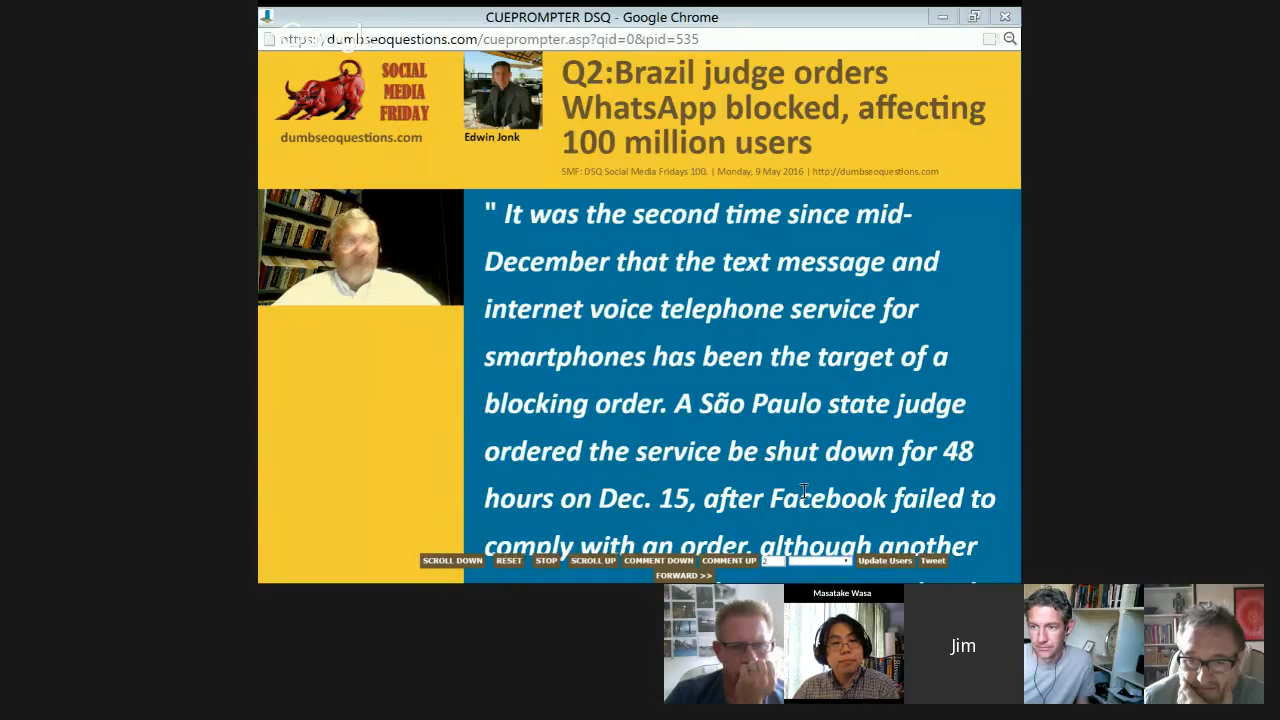 CUEPROMPTER DSQ - Google Chrome
https://dumbseoquestions.com/cueprompter.asp?qid=0&pid=535
SOCIAL
MEDIA
FRIDAY
dumbseoquestions.com
Edwin Jonk
Q2:Brazil judge orders
WhatsApp blocked, affecting
100 million users
SMF: DSQ Social Media Fridays 100. | Monday, 9 May 2016 | http://dumbseoquestions.com
" It was the second time since mid-
December that the text message and
internet voice telephone service for
smartphones has been the target of a
blocking order. A São Paulo state judge
ordered the service be shut down for 48
hours on Dec. 15, after Facebook failed to
comply with an order, although another
SCROLL DOWN RESET STOP SCROLL UP COMMENT DOWN COMMENT UP 2 Update Users Tweet
FORWARD >>
Masatake Wasa
Jim